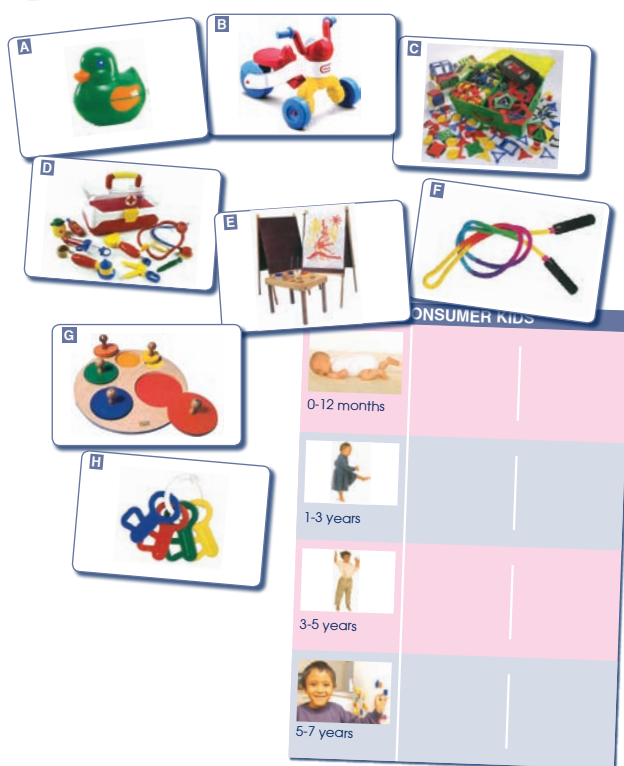 A
B
C
D
E
F
G
H
ONSUMER KIDS
0-12 months
1-3 years
3-5 years
5-7 years